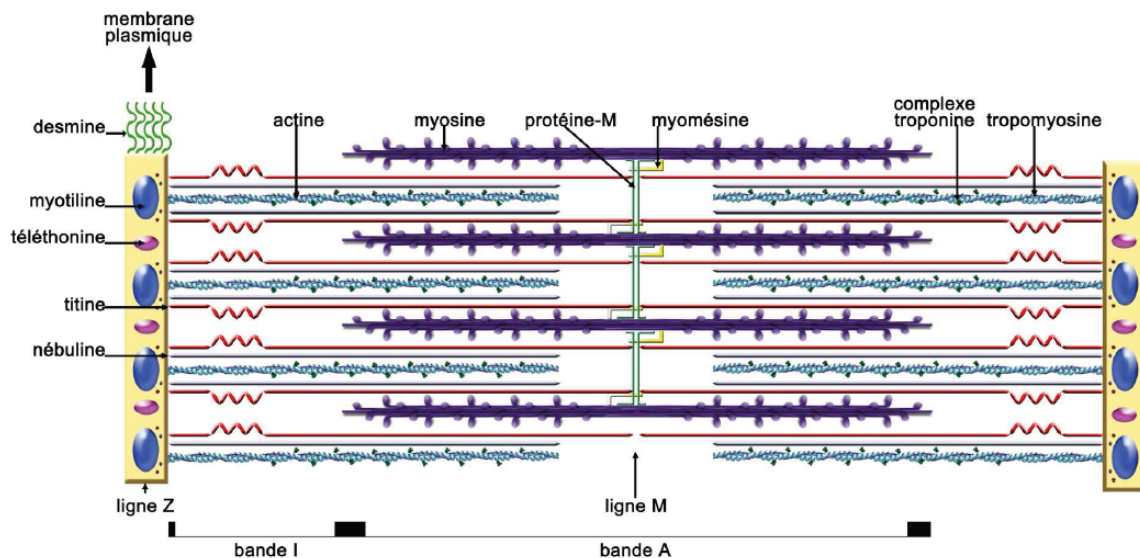 membrane
plasmique
desmine
actine
myosine
protéine-M
myomésine
complexe
troponine
tropomyosine
myotiline
téléthonine
titine
nébuline
ligne Z
ligne M
bande I
bande A